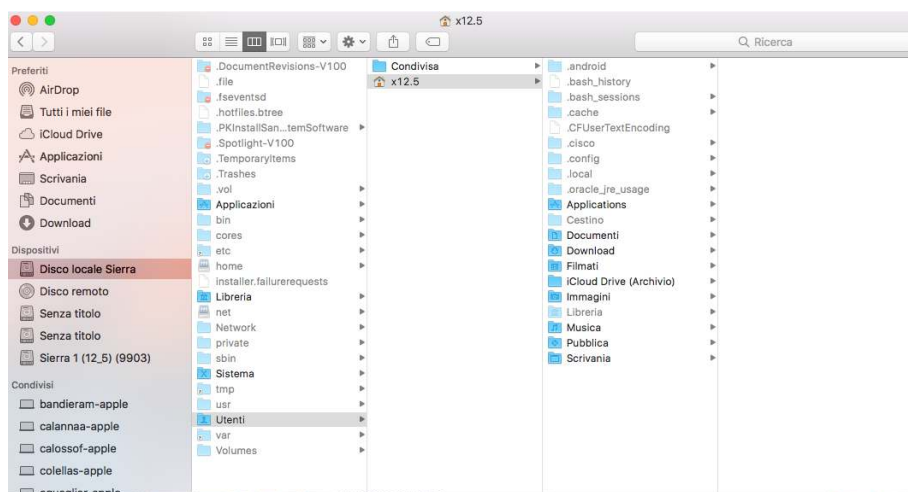 x12.5
Q Ricerca
Preferiti
AirDrop
Tutti i miei file
iCloud Drive
Applicazioni
Scrivania
Documenti
Download
Dispositivi
Disco locale Sierra
Disco remoto
Senza titolo
Senza titolo
Sierra 1 (12_5) (9903)
Condivisi
bandieram-apple
calannaa-apple
calossof-apple
colellas-apple
.DocumentRevisions-V100
.file
.fseventsd
.hotfiles.btree
.PKInstallSan...temSoftware
.Spotlight-V100
.TemporaryItems
.Trashes
.vol
Applicazioni
bin
cores
etc
home
installer.failurerequests
Libreria
net
Network
private
sbin
Sistema
tmp
usr
Utenti
var
Volumes
Condivisa
x12.5
.android
.bash_history
.bash_sessions
.cache
.CFUserTextEncoding
.cisco
.config
.local
.oracle_jre_usage
Applications
Cestino
Documenti
Download
Filmati
iCloud Drive (Archivio)
Immagini
Libreria
Musica
Pubblica
Scrivania